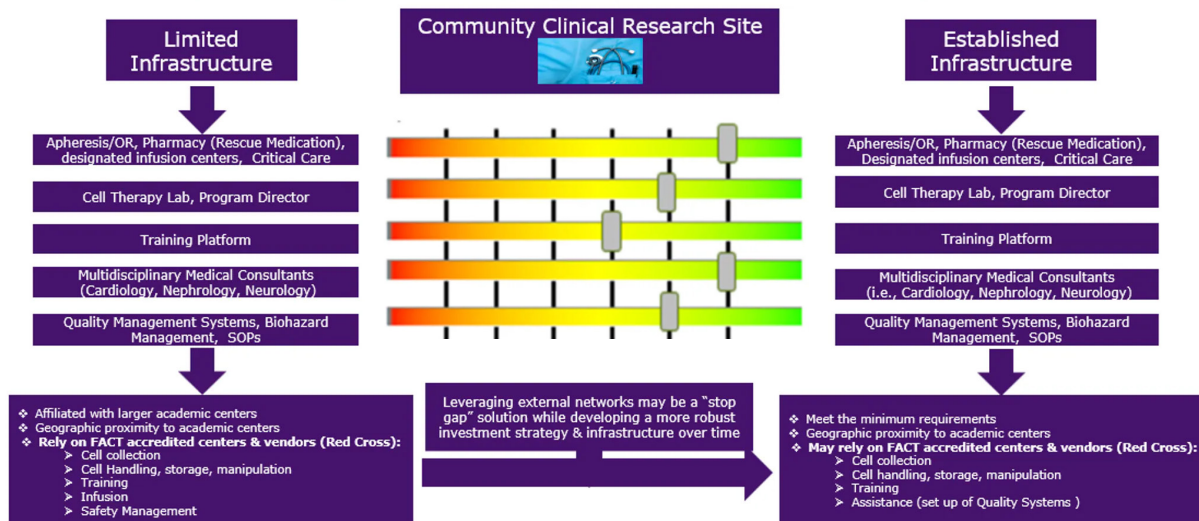 Limited
Infrastructure
Community Clinical Research Site
Established
Infrastructure
Apheresis/OR, Pharmacy (Rescue Medication),
designated infusion centers, Critical Care
Cell Therapy Lab, Program Director
Training Platform
Multidisciplinary Medical Consultants
(Cardiology, Nephrology, Neurology)
Quality Management Systems, Biohazard
Management, SOPs
Apheresis/OR, Pharmacy (Rescue Medication),
Designated infusion centers, Critical Care
Cell Therapy Lab, Program Director
Training Platform
Multidisciplinary Medical Consultants
(i.e., Cardiology, Nephrology, Neurology)
Quality Management Systems, Biohazard
Management, SOPs
❖ Affiliated with larger academic centers
❖ Geographic proximity to academic centers
❖ Rely on FACT accredited centers & vendors (Red Cross):
➢ Cell collection
➢ Cell Handling, storage, manipulation
➢ Training
➢ Infusion
➢ Safety Management
Leveraging external networks may be a “stop
gap” solution while developing a more robust
investment strategy & infrastructure over time
❖ Meet the minimum requirements
❖ Geographic proximity to academic centers
❖ May rely on FACT accredited centers & vendors (Red Cross):
➢ Cell collection
➢ Cell handling, storage, manipulation
➢ Training
➢ Assistance (set up of Quality Systems )